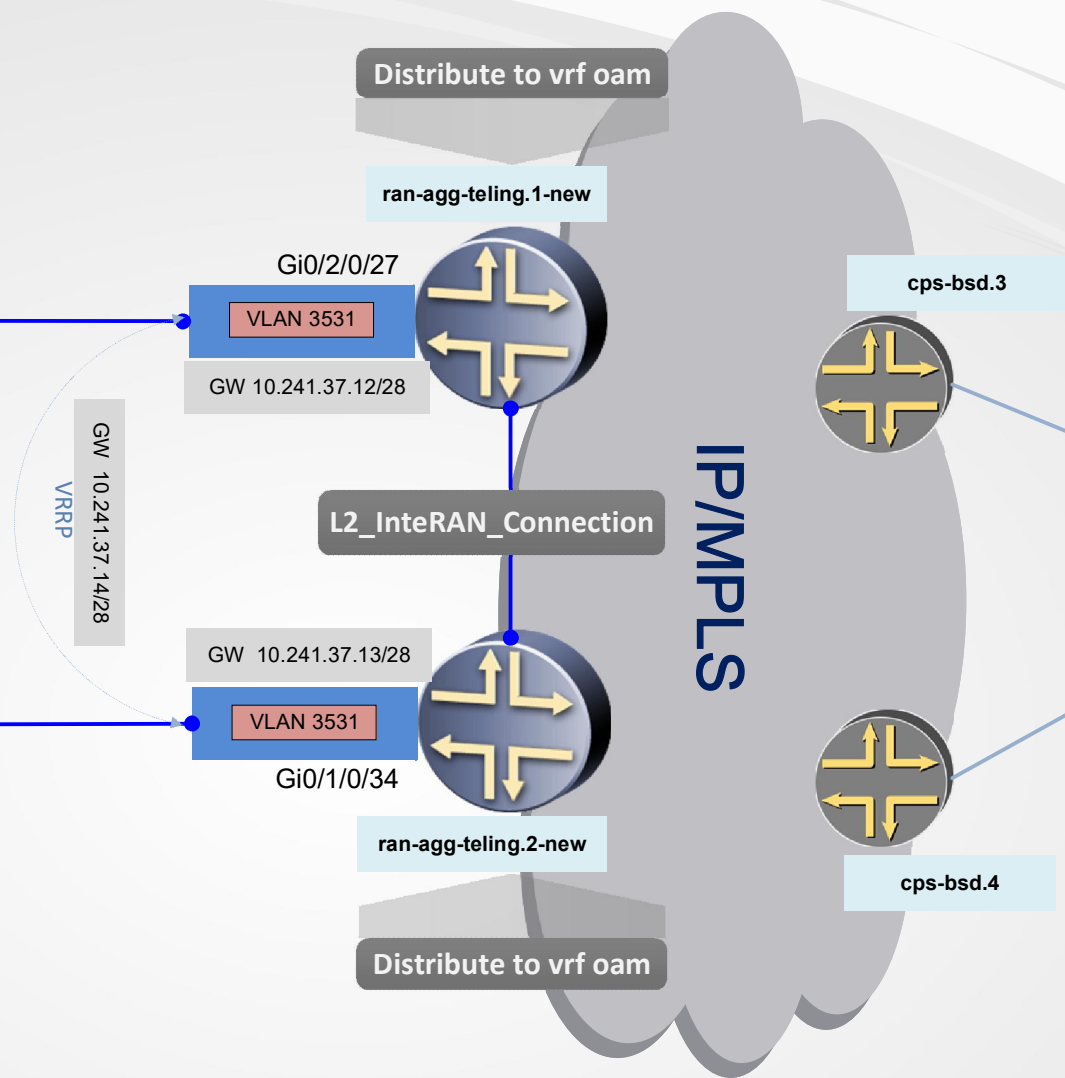 Distribute to vrf oam
ran-agg-teling.1-new
Gi0/2/0/27
VLAN 3531
GW 10.241.37.12/28
cps-bsd.3
GW 10.241.37.14/28
VRRP
L2_InteRAN_Connection
IP/MPLS
GW 10.241.37.13/28
VLAN 3531
Gi0/1/0/34
ran-agg-teling.2-new
cps-bsd.4
Distribute to vrf oam